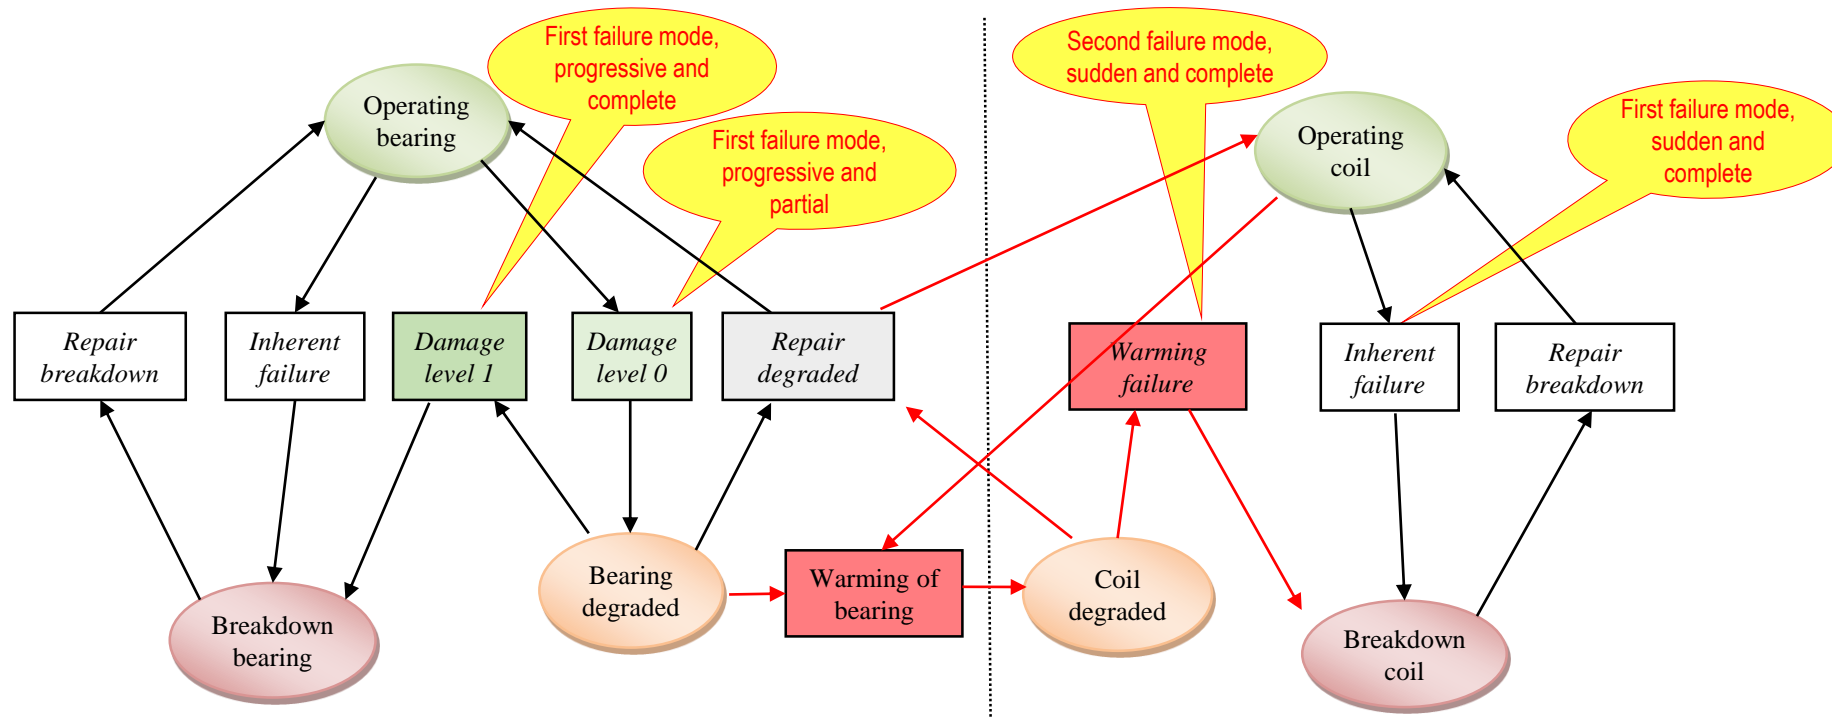 First failure mode,
progressive and
complete
Second failure mode,
sudden and complete
Operating
bearing
First failure mode,
progressive and
partial
Operating
coil
First failure mode,
sudden and
complete
Repair
breakdown
Inherent
failure
Damage
level 1
Damage
level 0
Repair
degraded
Warming
failure
Inherent
failure
Repair
breakdown
Breakdown
bearing
Bearing
degraded
Warming of
bearing
Coil
degraded
Breakdown
coil